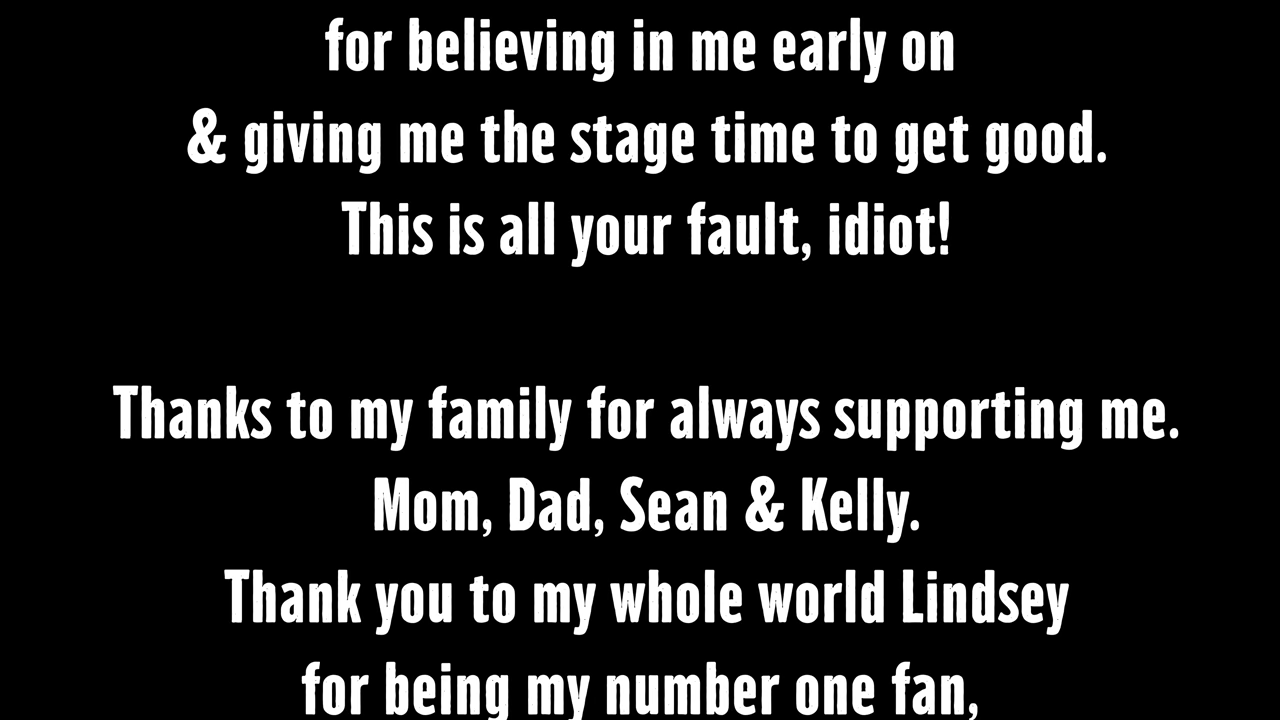 for believing in me early on
& giving me the stage time to get good.
This is all your fault, idiot!
Thanks to my family for always supporting me.
Mom, Dad, Sean & Kelly.
Thank you to my whole world Lindsey
for being my number one fan,